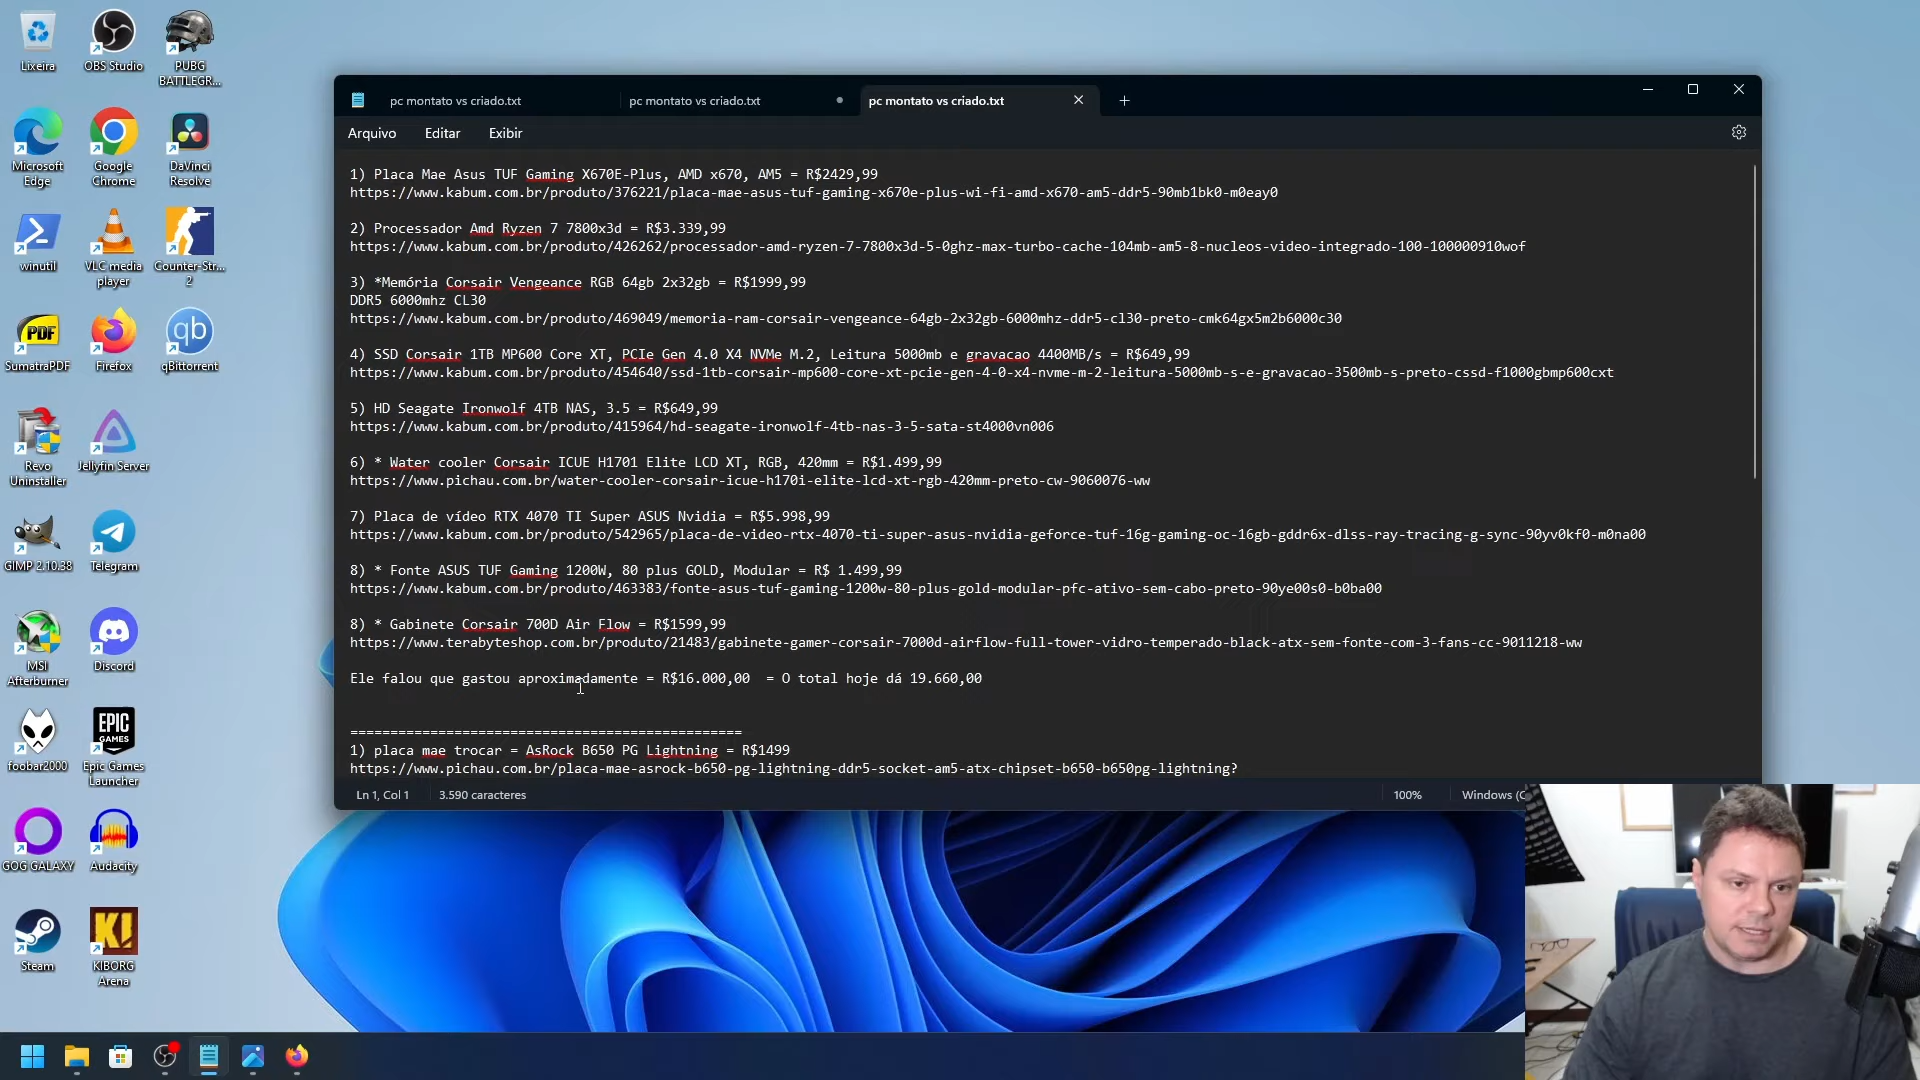 Lixeira
OBS Studio
PUBG
BATTLEGR...
Microsoft
Edge
Google
Chrome
DaVinci
Resolve
winutil
VLC media
player
Counter-Str...
2
PDF
SumatraPDF
Firefox
qb
qBittorrent
Revo
Uninstaller
Jellyfin Server
GIMP 2.10.38
Telegram
MSI
Afterburner
Discord
foobar2000
EPIC
GAMES
Epic Games
Launcher
GOG GALAXY
Audacity
Steam
KI
KIBORG
Arena
pc montato vs criado.txt
pc montato vs criado.txt
pc montato vs criado.txt
Arquivo
Editar
Exibir
1) Placa Mae Asus TUF Gaming X670E-Plus, AMD x670, AM5 = R$2429,99
https://www.kabum.com.br/produto/376221/placa-mae-asus-tuf-gaming-x670e-plus-wi-fi-amd-x670-am5-ddr5-90mb1bk0-m0eay0
2) Processador Amd Ryzen 7 7800x3d = R$3.339,99
https://www.kabum.com.br/produto/426262/processador-amd-ryzen-7-7800x3d-5-0ghz-max-turbo-cache-104mb-am5-8-nucleos-video-integrado-100-100000910wof
3) *Memória Corsair Vengeance RGB 64gb 2x32gb = R$1999,99
DDR5 6000mhz CL30
https://www.kabum.com.br/produto/469049/memoria-ram-corsair-vengeance-64gb-2x32gb-6000mhz-ddr5-cl30-preto-cmk64gx5m2b6000c30
4) SSD Corsair 1TB MP600 Core XT, PCIe Gen 4.0 X4 NVMe M.2, Leitura 5000mb e gravacao 4400MB/s = R$649,99
https://www.kabum.com.br/produto/454640/ssd-1tb-corsair-mp600-core-xt-pcie-gen-4-0-x4-nvme-m-2-leitura-5000mb-s-e-gravacao-3500mb-s-preto-cssd-f1000gbmp600cxt
5) HD Seagate Ironwolf 4TB NAS, 3.5 = R$649,99
https://www.kabum.com.br/produto/415964/hd-seagate-ironwolf-4tb-nas-3-5-sata-st4000vn006
6) * Water cooler Corsair ICUE H1701 Elite LCD XT, RGB, 420mm = R$1.499,99
https://www.pichau.com.br/water-cooler-corsair-icue-h170i-elite-lcd-xt-rgb-420mm-preto-cw-9060076-ww
7) Placa de vídeo RTX 4070 TI Super ASUS Nvidia = R$5.998,99
https://www.kabum.com.br/produto/542965/placa-de-video-rtx-4070-ti-super-asus-nvidia-geforce-tuf-16g-gaming-oc-16gb-gddr6x-dlss-ray-tracing-g-sync-90yv0kf0-m0na00
8) * Fonte ASUS TUF Gaming 1200W, 80 plus GOLD, Modular = R$ 1.499,99
https://www.kabum.com.br/produto/463383/fonte-asus-tuf-gaming-1200w-80-plus-gold-modular-pfc-ativo-sem-cabo-preto-90ye00s0-b0ba00
8) * Gabinete Corsair 700D Air Flow = R$1599,99
https://www.terabyteshop.com.br/produto/21483/gabinete-gamer-corsair-7000d-airflow-full-tower-vidro-temperado-black-atx-sem-fonte-com-3-fans-cc-9011218-ww
Ele falou que gastou aproximadamente = R$16.000,00  = O total hoje dá 19.660,00
=================================================
1) placa mae trocar = AsRock B650 PG Lightning = R$1499
https://www.pichau.com.br/placa-mae-asrock-b650-pg-lightning-ddr5-socket-am5-atx-chipset-b650-b650pg-lightning?
Ln 1, Col 1
3.590 caracteres
100%
Windows (C